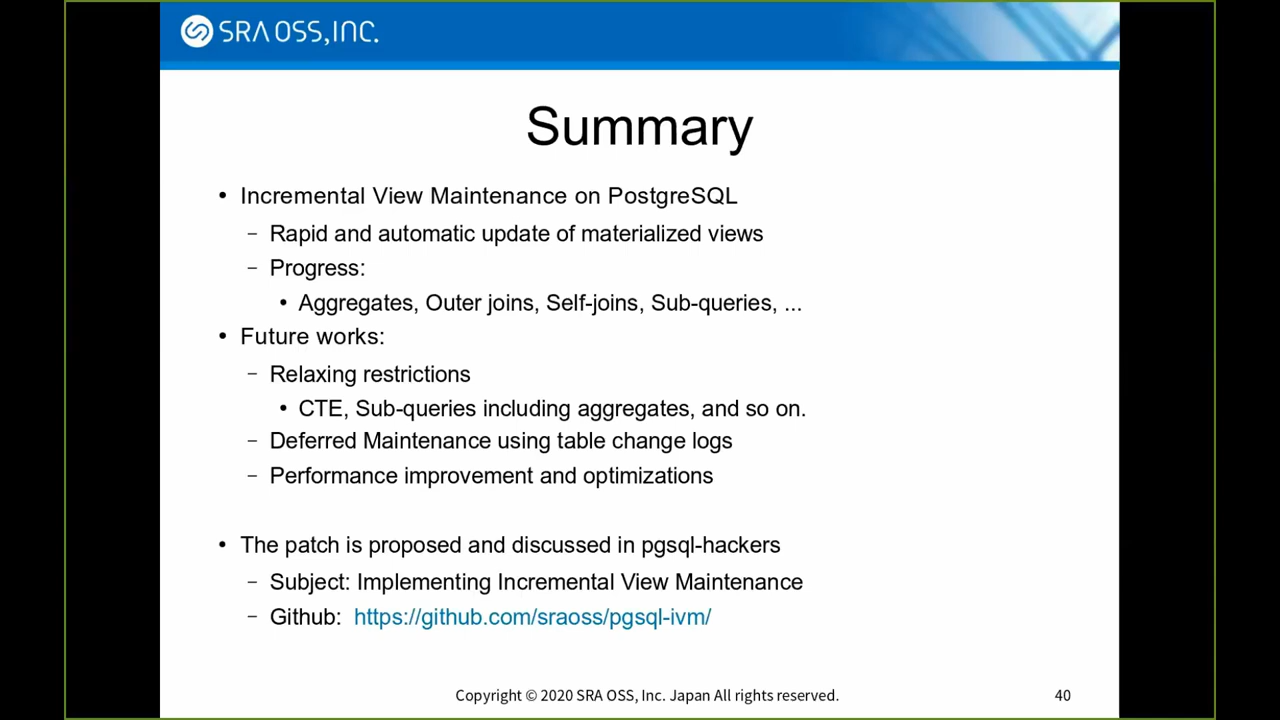 SRA OSS, INC.
Summary
• Incremental View Maintenance on PostgreSQL
– Rapid and automatic update of materialized views
– Progress:
• Aggregates, Outer joins, Self-joins, Sub-queries, ...
• Future works:
– Relaxing restrictions
• CTE, Sub-queries including aggregates, and so on.
– Deferred Maintenance using table change logs
– Performance improvement and optimizations
• The patch is proposed and discussed in pgsql-hackers
– Subject: Implementing Incremental View Maintenance
– Github: https://github.com/sraoss/pgsql-ivm/
Copyright © 2020 SRA OSS, Inc. Japan All rights reserved.
40